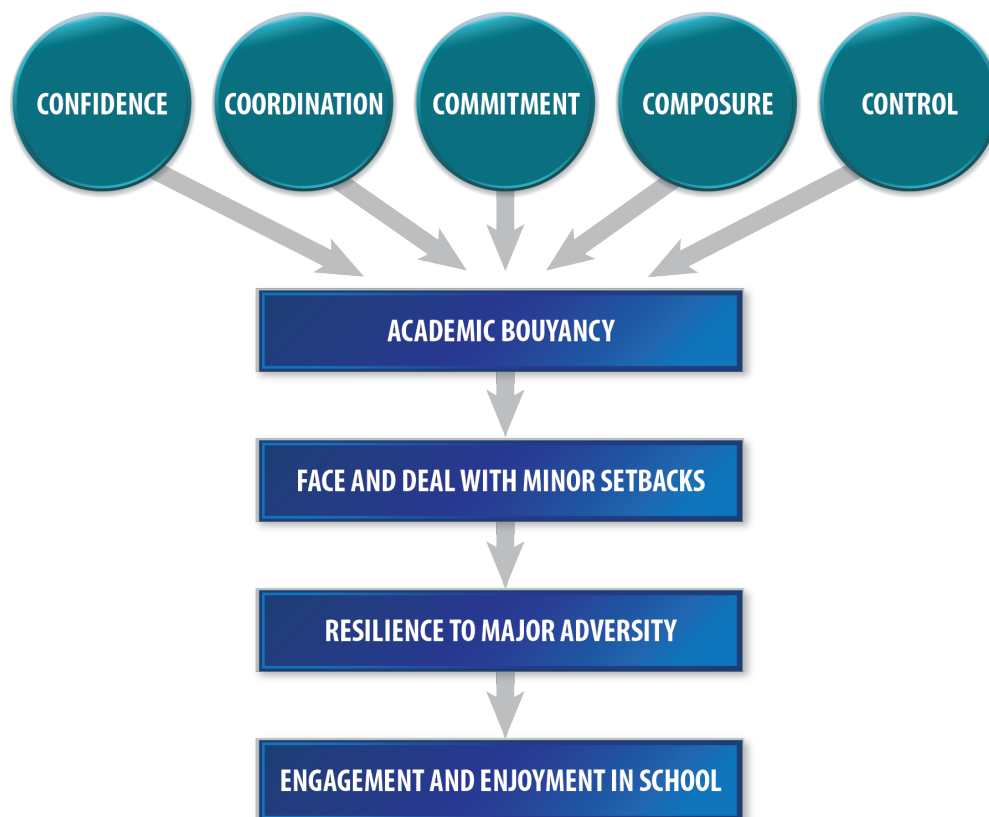 CONFIDENCE
COORDINATION
COMMITMENT
COMPOSURE
CONTROL
ACADEMIC BOUYANCY
FACE AND DEAL WITH MINOR SETBACKS
RESILIENCE TO MAJOR ADVERSITY
ENGAGEMENT AND ENJOYMENT IN SCHOOL